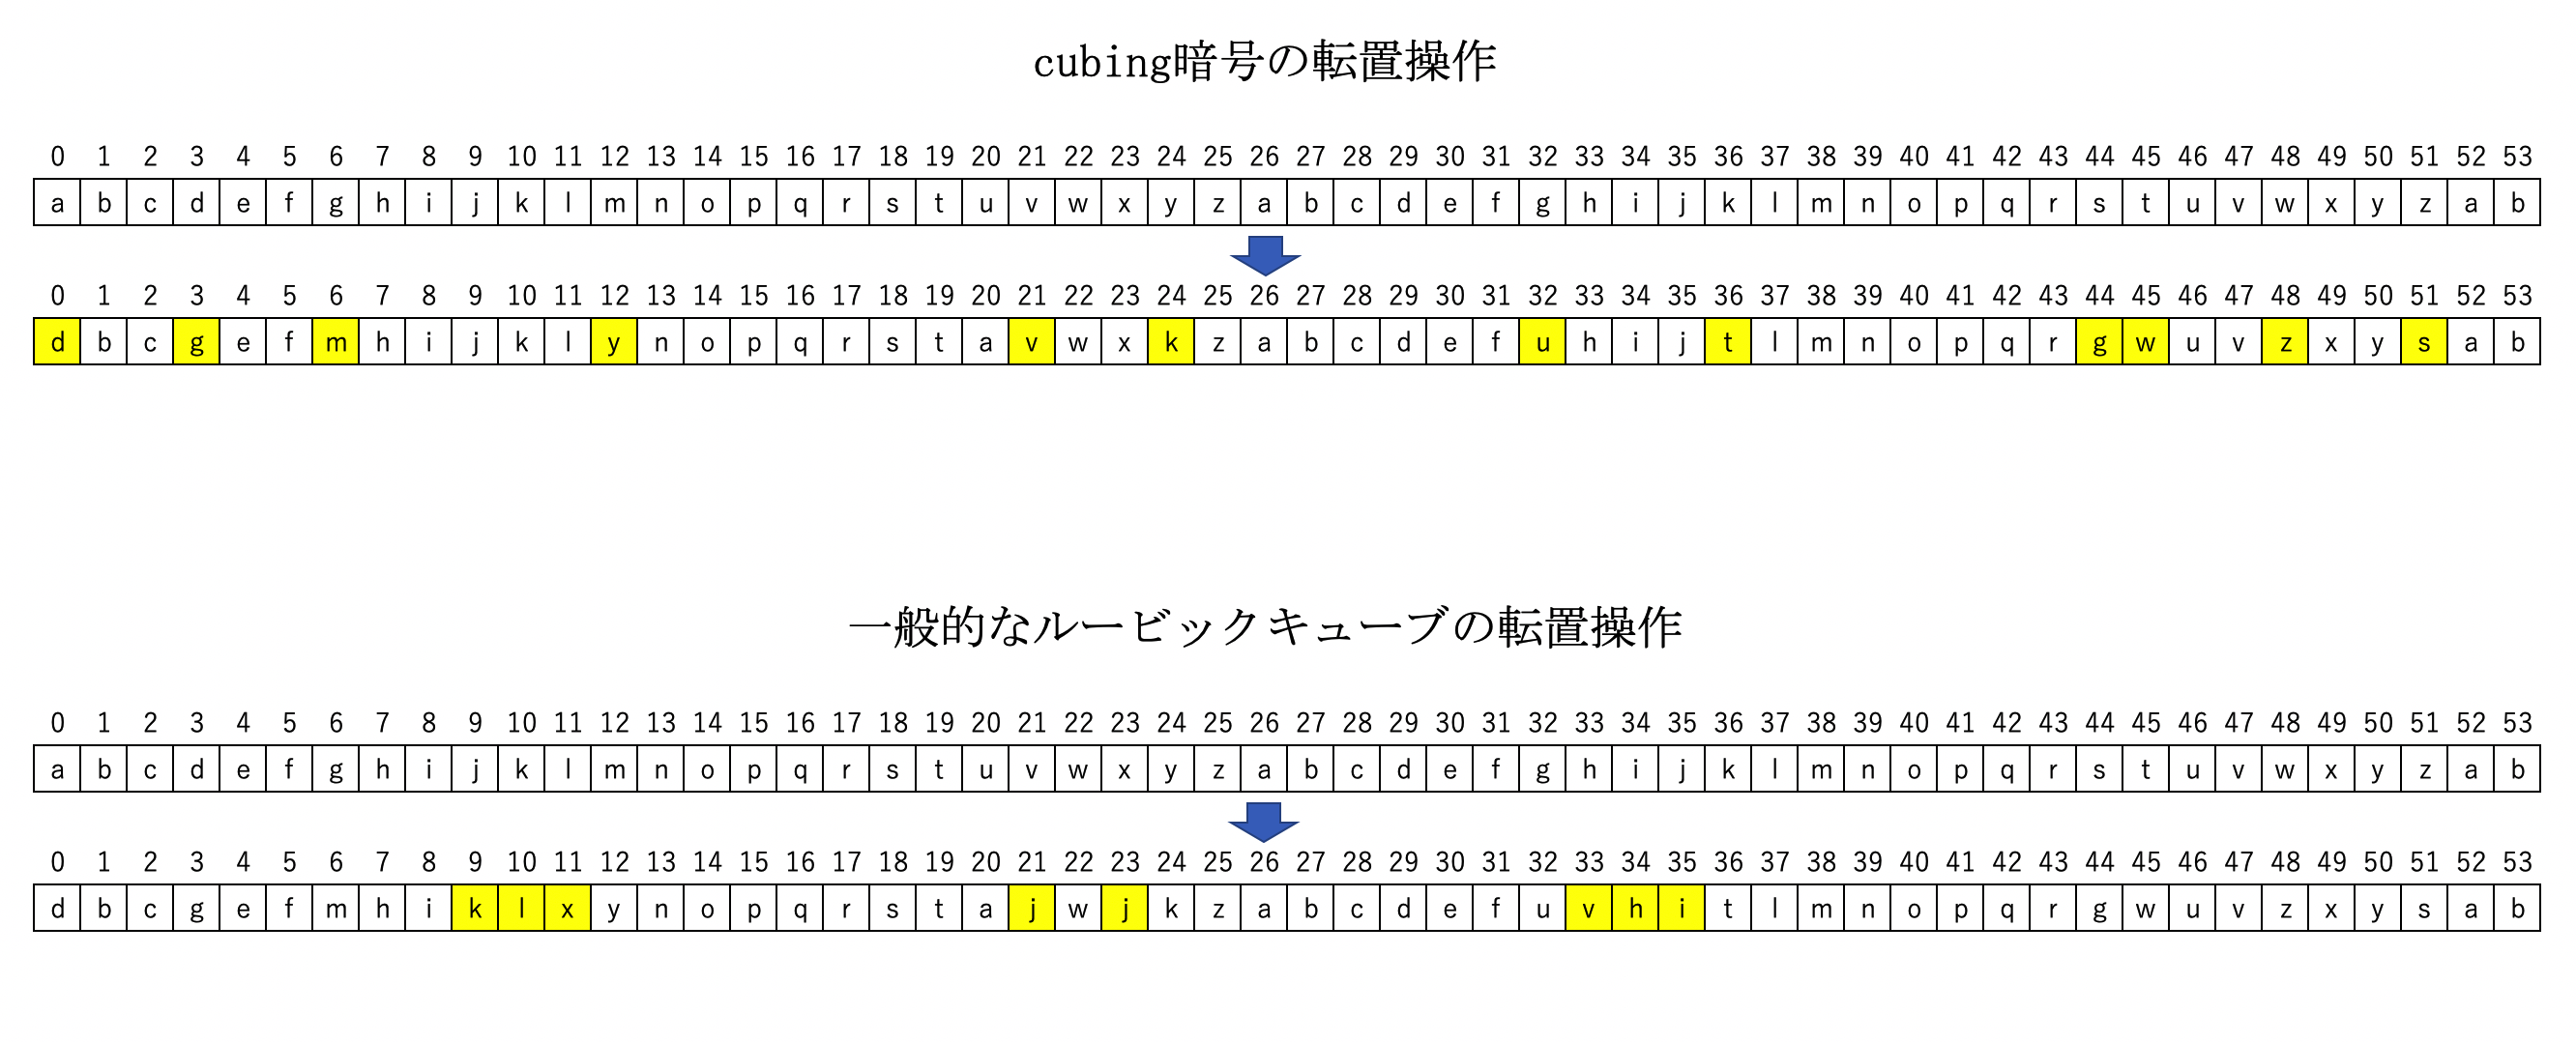 cubing暗号の転置操作
0 1 2 3 4 5 6 7 8 9 10 11 12 13 14 15 16 17 18 19 20 21 22 23 24 25 26 27 28 29 30 31 32 33 34 35 36 37 38 39 40 41 42 43 44 45 46 47 48 49 50 51 52 53
a b c d e f g h i j k l m n o p q r s t u v w x y z a b c d e f g h i j k l m n o p q r s t u v w x y z a b
0 1 2 3 4 5 6 7 8 9 10 11 12 13 14 15 16 17 18 19 20 21 22 23 24 25 26 27 28 29 30 31 32 33 34 35 36 37 38 39 40 41 42 43 44 45 46 47 48 49 50 51 52 53
d b c g e f m h i j k l y n o p q r s t a v w x k z a b c d e f u h i j t l m n o p q r g w u v z x y s a b
一般的なルービックキューブの転置操作
0 1 2 3 4 5 6 7 8 9 10 11 12 13 14 15 16 17 18 19 20 21 22 23 24 25 26 27 28 29 30 31 32 33 34 35 36 37 38 39 40 41 42 43 44 45 46 47 48 49 50 51 52 53
a b c d e f g h i j k l m n o p q r s t u v w x y z a b c d e f g h i j k l m n o p q r s t u v w x y z a b
0 1 2 3 4 5 6 7 8 9 10 11 12 13 14 15 16 17 18 19 20 21 22 23 24 25 26 27 28 29 30 31 32 33 34 35 36 37 38 39 40 41 42 43 44 45 46 47 48 49 50 51 52 53
d b c g e f m h i k l x y n o p q r s t a j w j k z a b c d e f u v h i t l m n o p q r g w u v z x y s a b